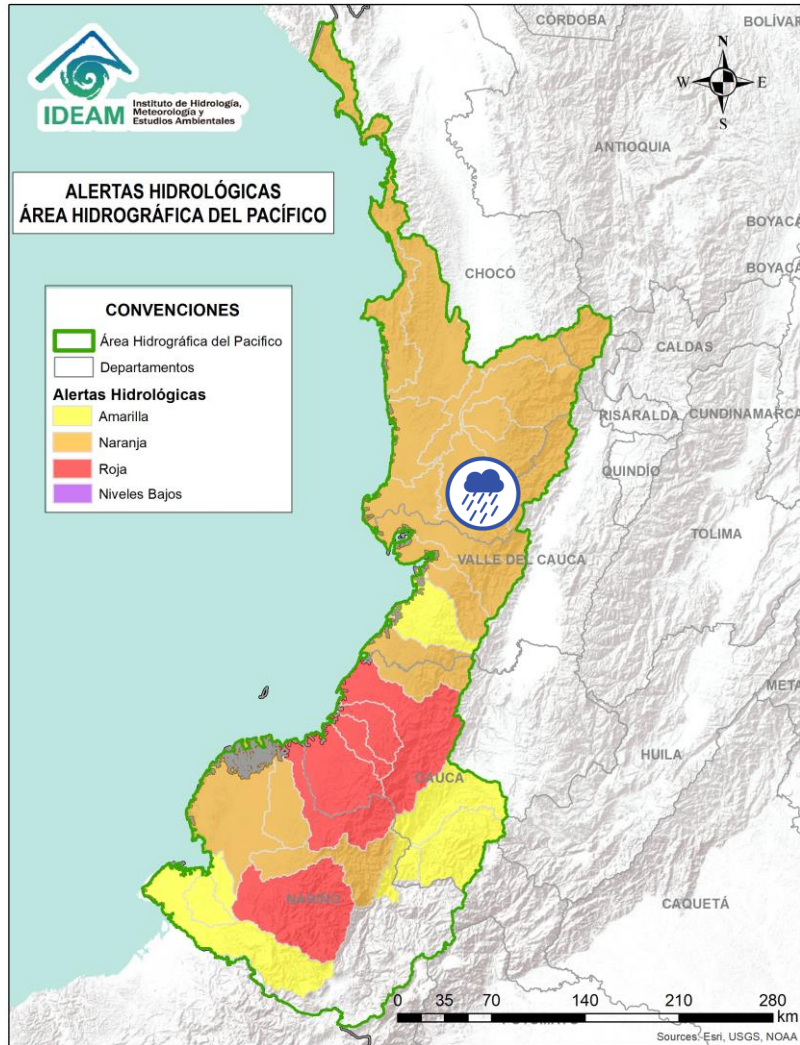 CÓRDOBA
BOLÍVAR
N
W E
S
IDEAM
Instituto de Hidrología,
Meteorología y
Estudios Ambientales
ANTIOQUIA
ALERTAS HIDROLÓGICAS
ÁREA HIDROGRÁFICA DEL PACÍFICO
BOYACÁ
BOYACÁ
CHOCÓ
CONVENCIONES
Área Hidrográfica del Pacifico
Departamentos
Alertas Hidrológicas
Amarilla
Naranja
Roja
Niveles Bajos
CALDAS
RISARALDA
CUNDINAMARCA
QUINDÍO
TOLIMA
VALLE DEL CAUCA
META
HUILA
CAUCA
NARIÑO
CAQUETÁ
0 35 70 140 210 280
km
Sources: Esri, USGS, NOAA